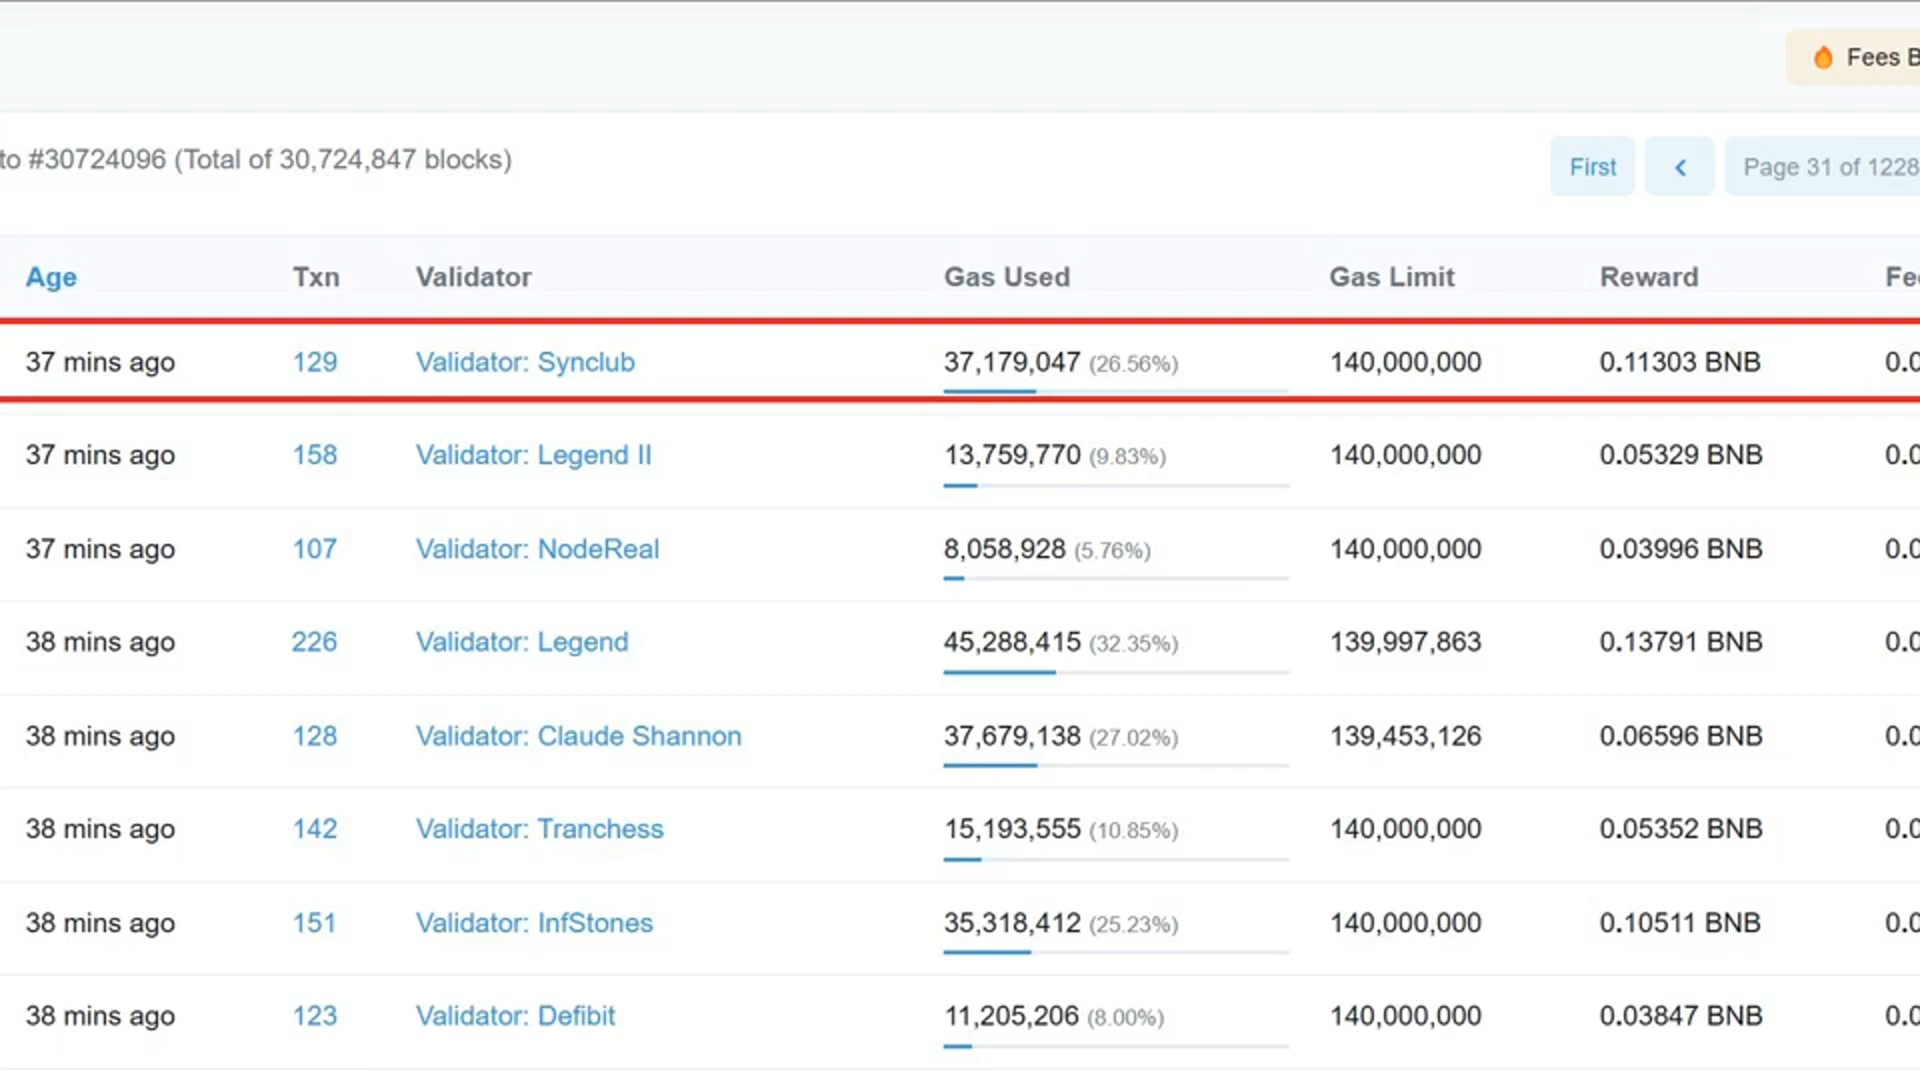 Fees B
to #30724096 (Total of 30,724,847 blocks)
First < Page 31 of 1228
Age Txn Validator Gas Used Gas Limit Reward Fe
37 mins ago 129 Validator: Synclub 37,179,047 (26.56%) 140,000,000 0.11303 BNB 0.0
37 mins ago 158 Validator: Legend II 13,759,770 (9.83%) 140,000,000 0.05329 BNB 0.0
37 mins ago 107 Validator: NodeReal 8,058,928 (5.76%) 140,000,000 0.03996 BNB 0.0
38 mins ago 226 Validator: Legend 45,288,415 (32.35%) 139,997,863 0.13791 BNB 0.0
38 mins ago 128 Validator: Claude Shannon 37,679,138 (27.02%) 139,453,126 0.06596 BNB 0.0
38 mins ago 142 Validator: Tranchess 15,193,555 (10.85%) 140,000,000 0.05352 BNB 0.0
38 mins ago 151 Validator: InfStones 35,318,412 (25.23%) 140,000,000 0.10511 BNB 0.0
38 mins ago 123 Validator: Defibit 11,205,206 (8.00%) 140,000,000 0.03847 BNB 0.0